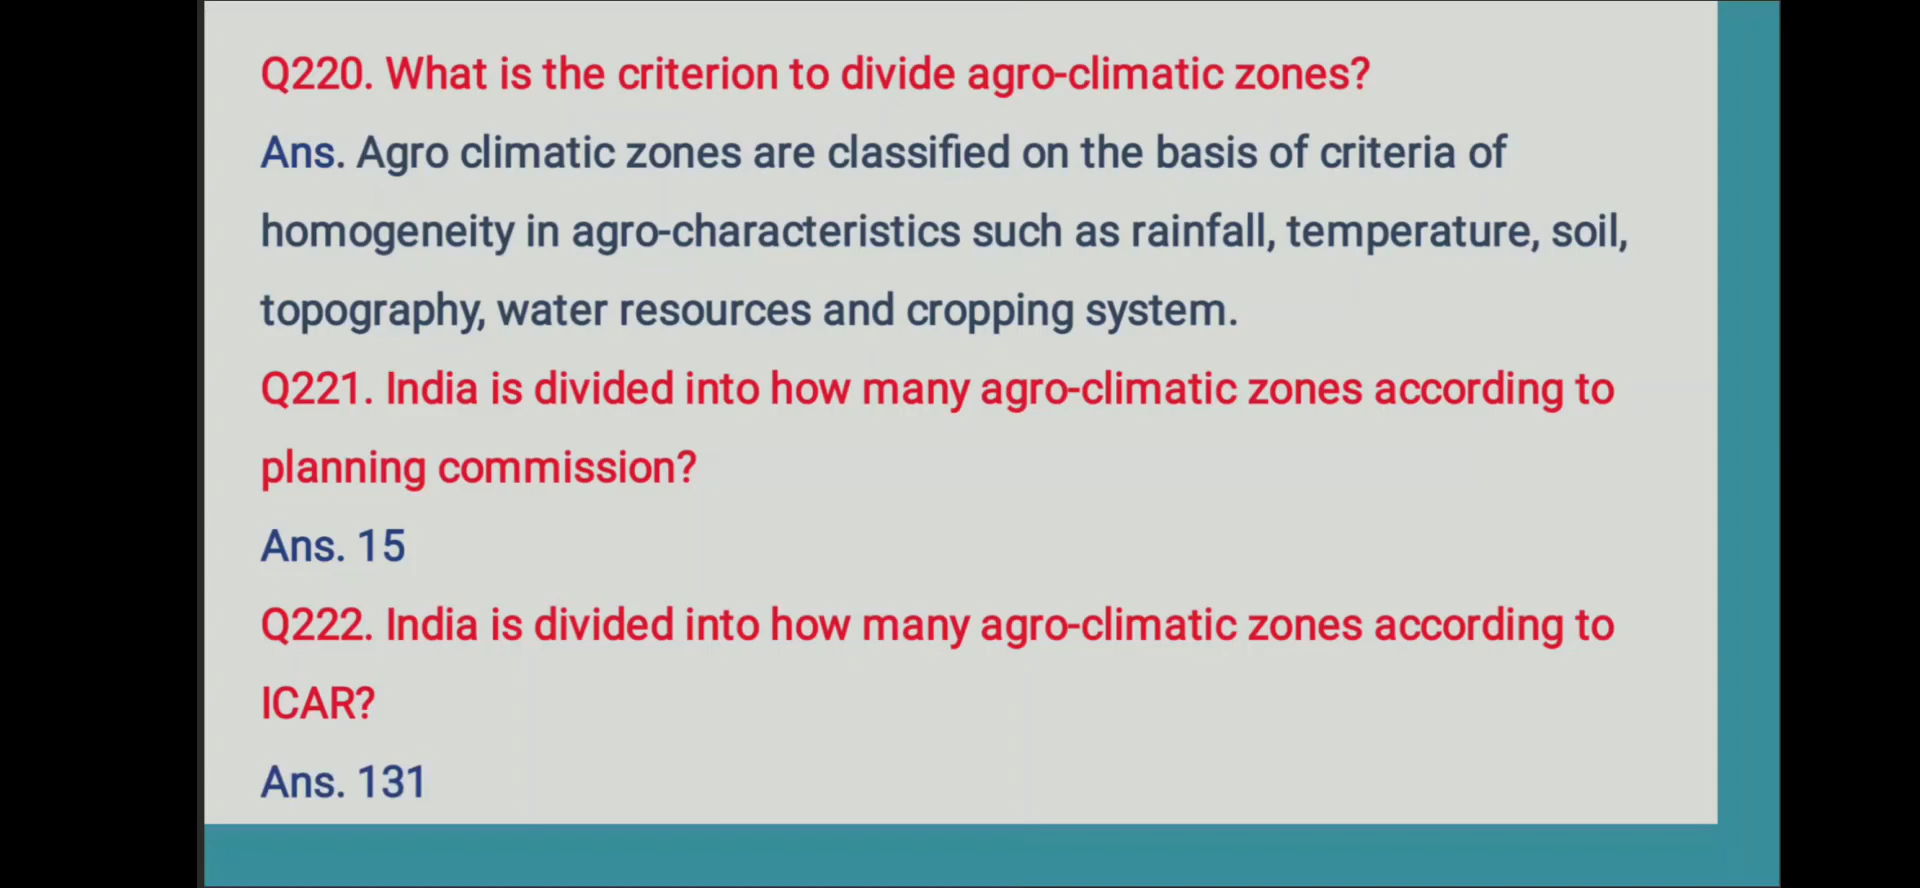 Q220. What is the criterion to divide agro-climatic zones?
Ans. Agro climatic zones are classified on the basis of criteria of
homogeneity in agro-characteristics such as rainfall, temperature, soil,
topography, water resources and cropping system.
Q221. India is divided into how many agro-climatic zones according to
planning commission?
Ans. 15
Q222. India is divided into how many agro-climatic zones according to
ICAR?
Ans. 131